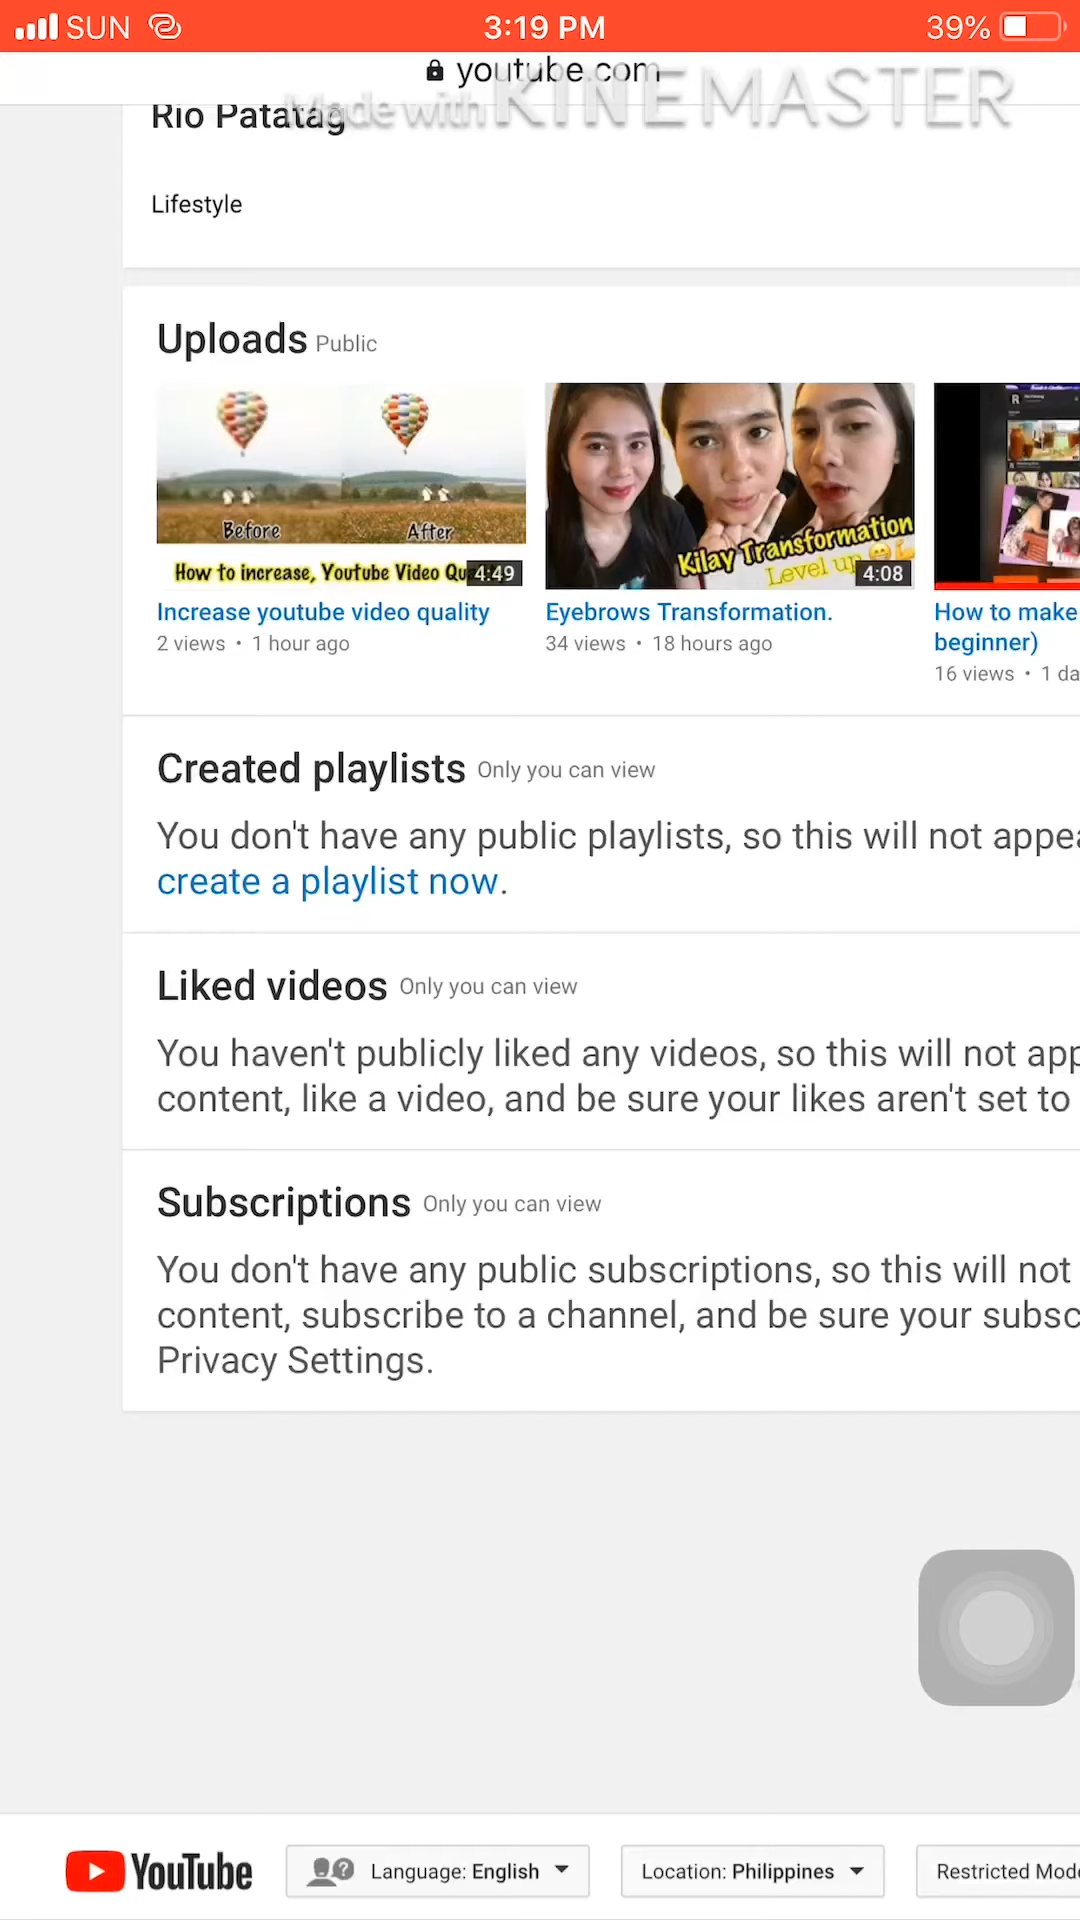 SUN
3:19 PM
39%
youtube.com
Made with KINEMASTER
Rio Patatag
Lifestyle
Uploads Public
Before After
How to increase, Youtube Video Qu
4:49
Kilay Transformation
Level up
4:08
R
Increase youtube video quality
2 views • 1 hour ago
Eyebrows Transformation.
34 views • 18 hours ago
How to make
beginner)
16 views • 1 da
Created playlists Only you can view
You don't have any public playlists, so this will not appea
create a playlist now.
Liked videos Only you can view
You haven't publicly liked any videos, so this will not app
content, like a video, and be sure your likes aren't set to
Subscriptions Only you can view
You don't have any public subscriptions, so this will not
content, subscribe to a channel, and be sure your subsc
Privacy Settings.
YouTube
Language: English
Location: Philippines
Restricted Mode